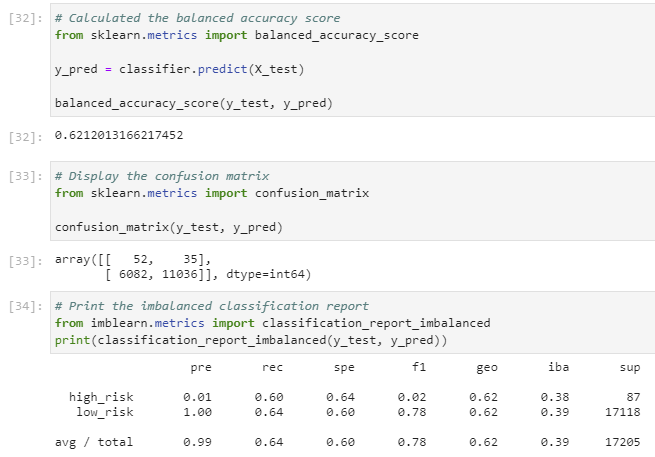 [32]: # Calculated the balanced accuracy score
from sklearn.metrics import balanced_accuracy_score
y_pred = classifier.predict(X_test)
balanced_accuracy_score(y_test, y_pred)
[32]: 0.6212013166217452
[33]: # Display the confusion matrix
from sklearn.metrics import confusion_matrix
confusion_matrix(y_test, y_pred)
[33]: array([[   52,    35],
       [ 6082, 11036]], dtype=int64)
[34]: # Print the imbalanced classification report
from imblearn.metrics import classification_report_imbalanced
print(classification_report_imbalanced(y_test, y_pred))
pre rec spe f1 geo iba sup
high_risk 0.01 0.60 0.64 0.02 0.62 0.38 87
low_risk 1.00 0.64 0.60 0.78 0.62 0.39 17118
avg / total 0.99 0.64 0.60 0.78 0.62 0.39 17205